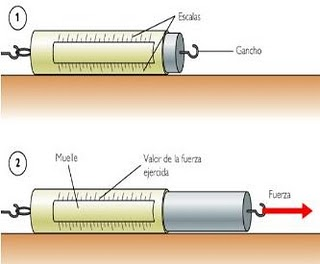 1
Escalas
Gancho
2
Muelle
Valor de la fuerza
ejercida
Fuerza